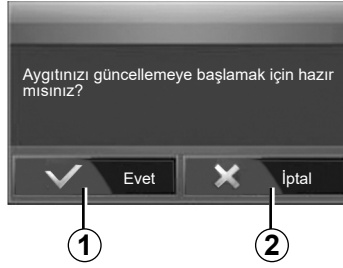 Aygıtınızı güncellemeye başlamak için hazır
mısınız?
Evet İptal
1 2